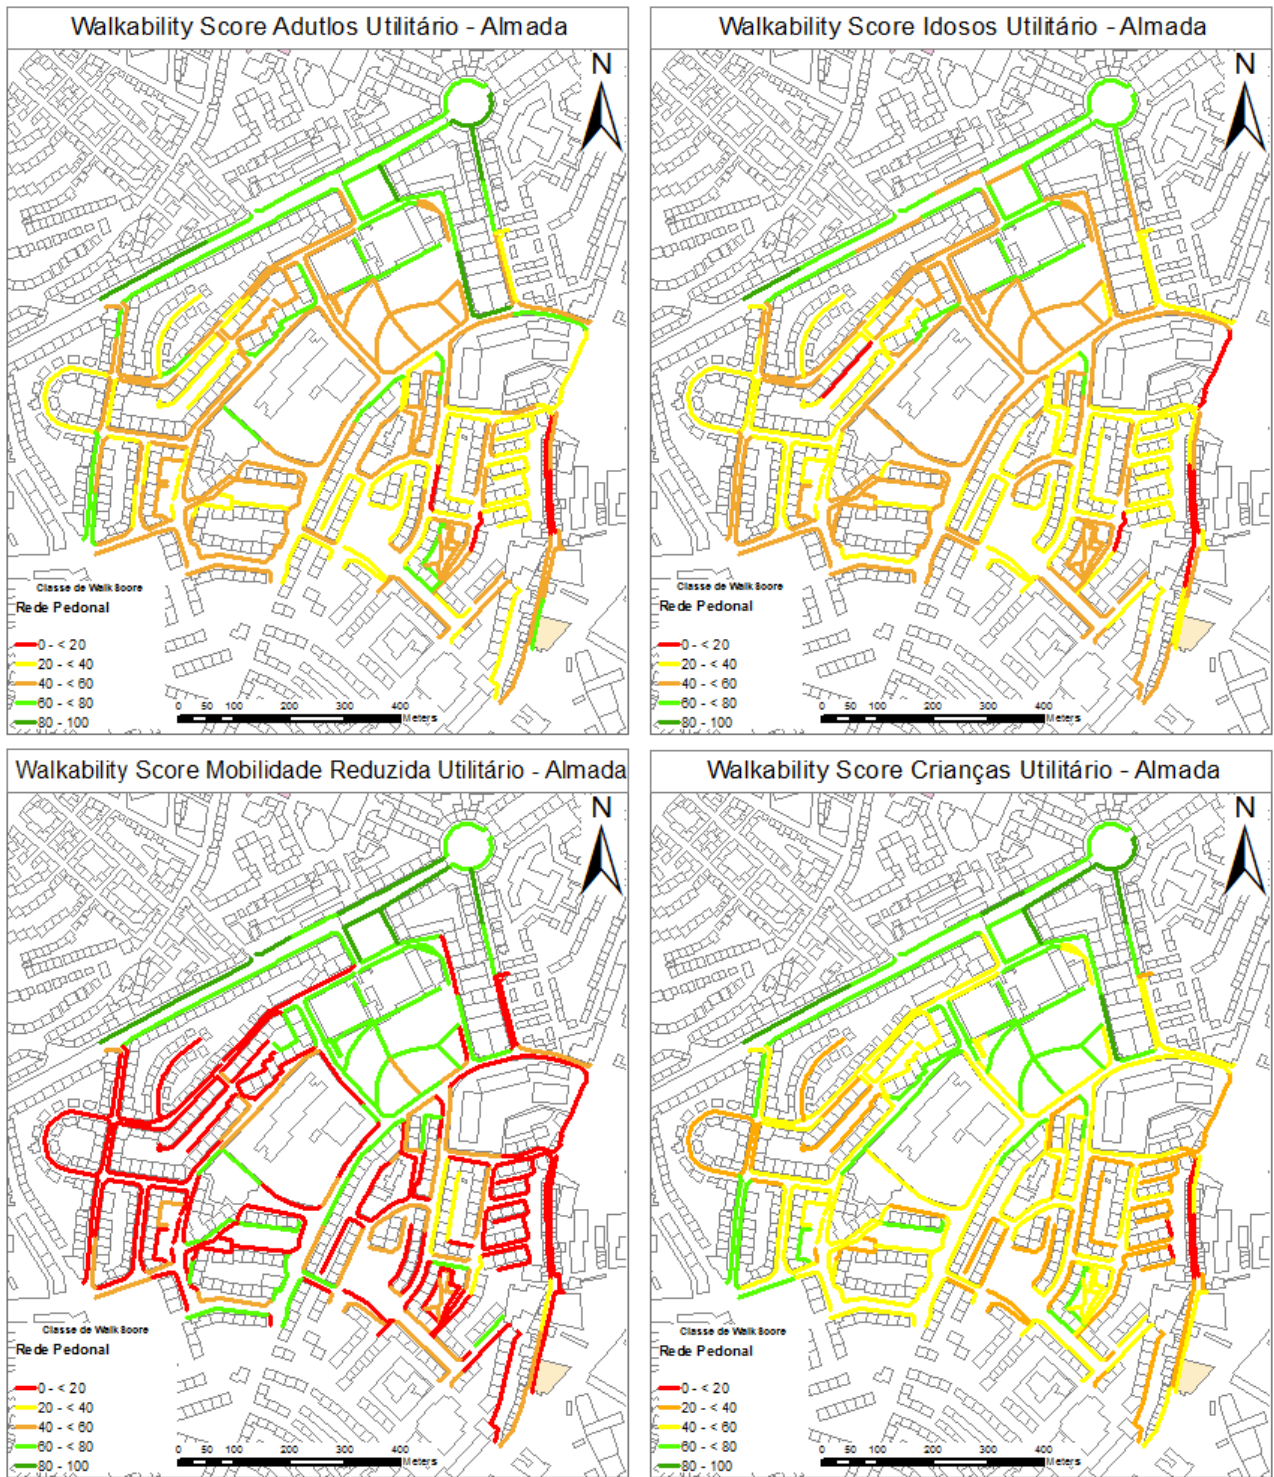 Walkability Score Adutlos Utilitário - Almada
N
Classe de Walk Score
Rede Pedonal
0 - < 20
20 - < 40
40 - < 60
60 - < 80
80 - 100
0 50 100 200 300 400
Meters
Walkability Score Idosos Utilitário - Almada
N
Classe de Walk Score
Rede Pedonal
0 - < 20
20 - < 40
40 - < 60
60 - < 80
80 - 100
0 50 100 200 300 400
Meters
Walkability Score Mobilidade Reduzida Utilitário - Almada
N
Classe de Walk Score
Rede Pedonal
0 - < 20
20 - < 40
40 - < 60
60 - < 80
80 - 100
0 50 100 200 300 400
Meters
Walkability Score Crianças Utilitário - Almada
N
Classe de Walk Score
Rede Pedonal
0 - < 20
20 - < 40
40 - < 60
60 - < 80
80 - 100
0 50 100 200 300 400
Meters